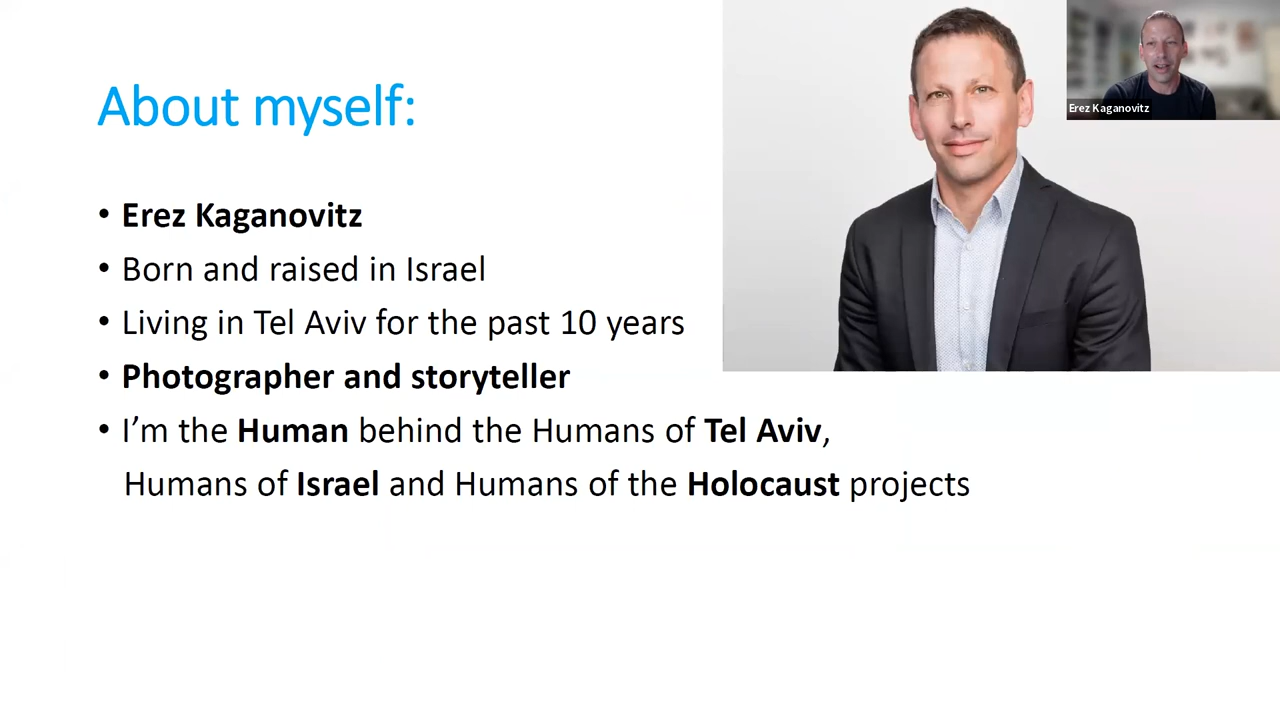 About myself:
• Erez Kaganovitz
• Born and raised in Israel
• Living in Tel Aviv for the past 10 years
• Photographer and storyteller
• I’m the Human behind the Humans of Tel Aviv,
Humans of Israel and Humans of the Holocaust projects
Erez Kaganovitz